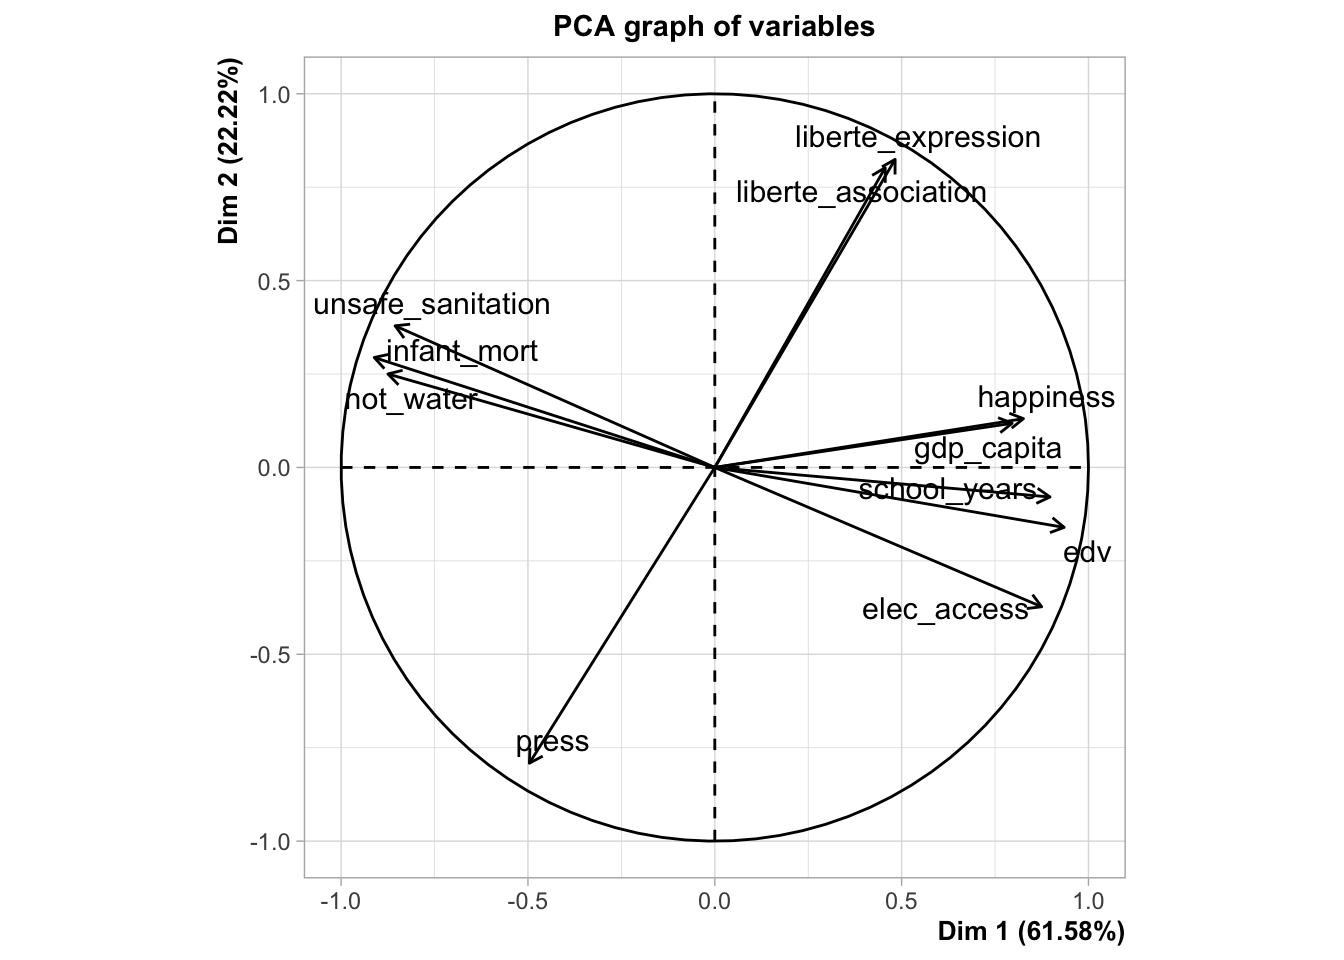 PCA graph of variables
Dim 2 (22.22%)
1.0
0.5
0.0
-0.5
-1.0
liberte_expression
liberte_association
unsafe_sanitation
infant_mort
not_water
happiness
gdp_capita
school_years
edv
elec_access
press
-1.0
-0.5
0.0
0.5
1.0
Dim 1 (61.58%)